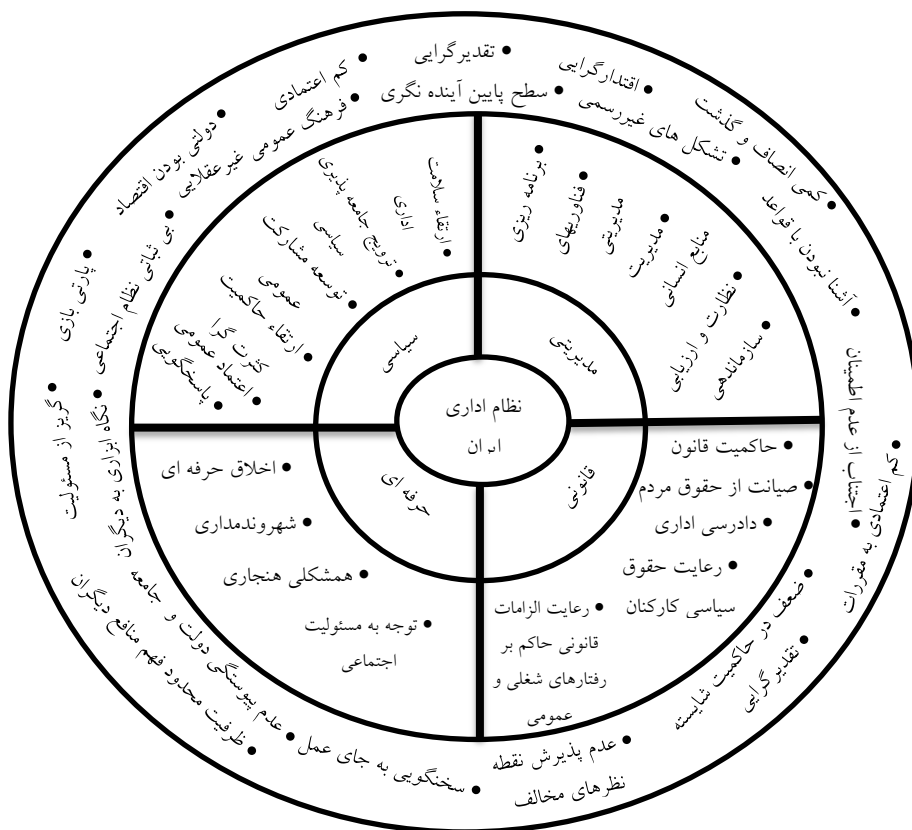 نظام اداری
ایران
سیاسی
مدیریتی
حرفه ای
قانونی
• برنامه ریزی
• فناوریهای
مدیریتی
• مدیریت
منابع انسانی
• نظارت و ارزیابی
• سازماندهی
• ارتقاء سلامت
اداری
• ترویج جامعه پذیری
سیاسی
• توسعه مشارکت
عمومی
• ارتقاء حاکمیت
کثرت گرا
• اعتماد عمومی
• پاسخگویی
• اخلاق حرفه ای
• شهروندمداری
• همشکلی هنجاری
• توجه به مسئولیت
اجتماعی
• حاکمیت قانون
• صیانت از حقوق مردم
• دادرسی اداری
• رعایت حقوق
سیاسی کارکنان
• رعایت الزامات
قانونی حاکم بر
رفتارهای شغلی و
عمومی
• تقدیرگرایی
• سطح پایین آینده نگری
• اقتدارگرایی
• تشکل های غیررسمی
• کمی انصاف و گذشت
• آشنا نبودن با قواعد
• اجتناب از عدم اطمینان
• کم اعتمادی به مقررات
• ضعف در حاکمیت شایسته
• تقدیرگرایی
• عدم پذیرش نقطه
نظرهای مخالف
• سخنگویی به جای عمل
• عدم پیوستگی دولت و جامعه
• ظرفیت محدود فهم منافع دیگران
• نگاه ابزاری به دیگران
• گریز از مسئولیت
• بی ثباتی نظام اجتماعی
• پارتی بازی
• دولتی بودن اقتصاد
• فرهنگ عمومی غیرعقلایی
• کم اعتمادی